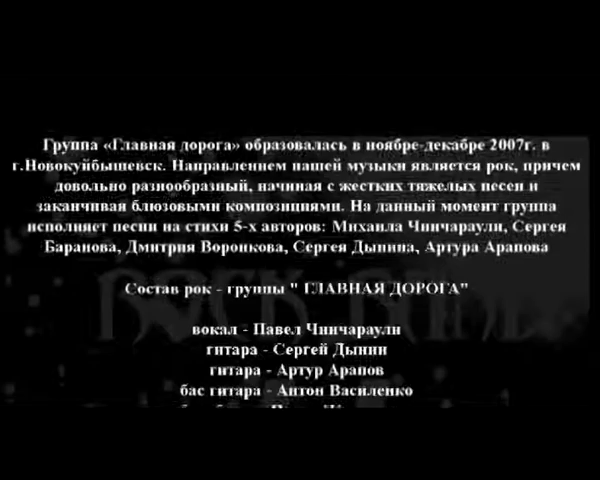 Группа «Главная дорога» образовалась в ноябре-декабре 2007г. в
г.Новокуйбышевск. Направлением нашей музыки является рок, причем
довольно разнообразный, начиная с жестких тяжелых песен и
заканчивая блюзовыми композициями. На данный момент группа
исполняет песни на стихи 5-х авторов: Михаила Чинчараули, Сергея
Баранова, Дмитрия Воронкова, Сергея Дынина, Артура Арапова
Состав рок - группы " ГЛАВНАЯ ДОРОГА"
вокал - Павел Чинчараули
гитара - Сергей Дынин
гитара - Артур Арапов
бас гитара - Антон Василенко